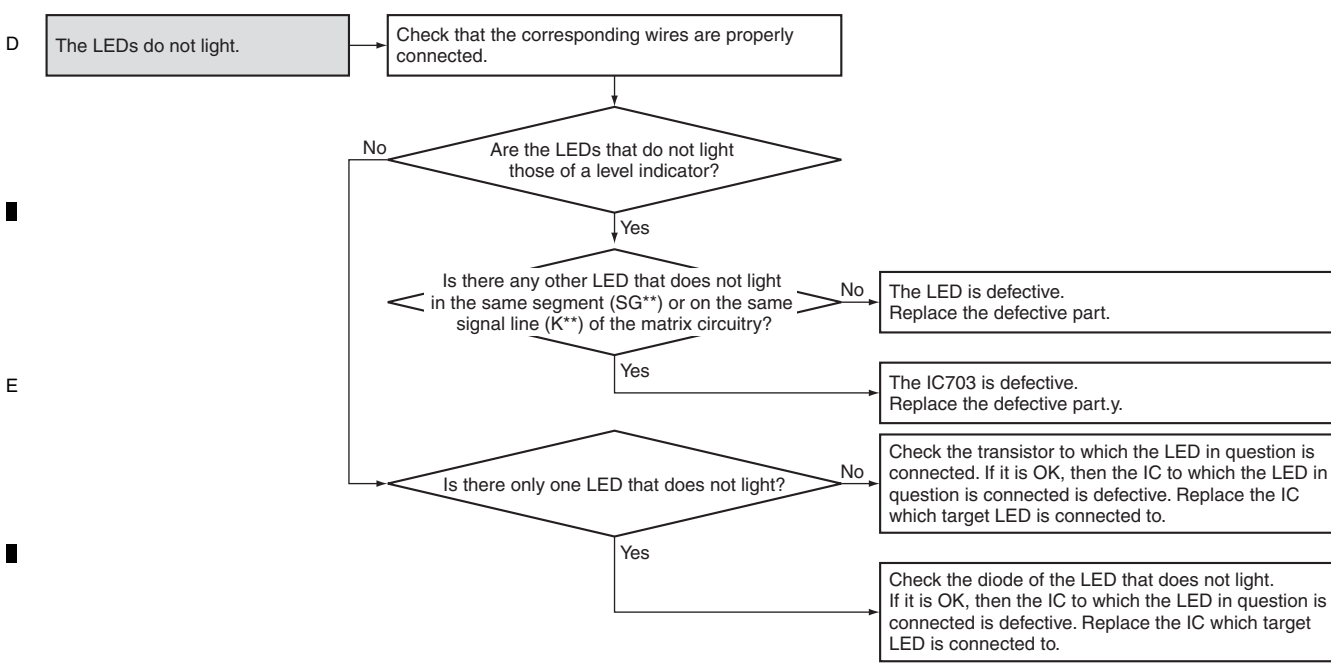 D
The LEDs do not light.
Check that the corresponding wires are properly
connected.
No
Are the LEDs that do not light
those of a level indicator?
Yes
Is there any other LED that does not light
in the same segment (SG**) or on the same
signal line (K**) of the matrix circuitry?
No
The LED is defective.
Replace the defective part.
Yes
E
The IC703 is defective.
Replace the defective part.y.
Is there only one LED that does not light?
No
Check the transistor to which the LED in question is
connected. If it is OK, then the IC to which the LED in
question is connected is defective. Replace the IC
which target LED is connected to.
Yes
Check the diode of the LED that does not light.
If it is OK, then the IC to which the LED in question is
connected is defective. Replace the IC which target
LED is connected to.